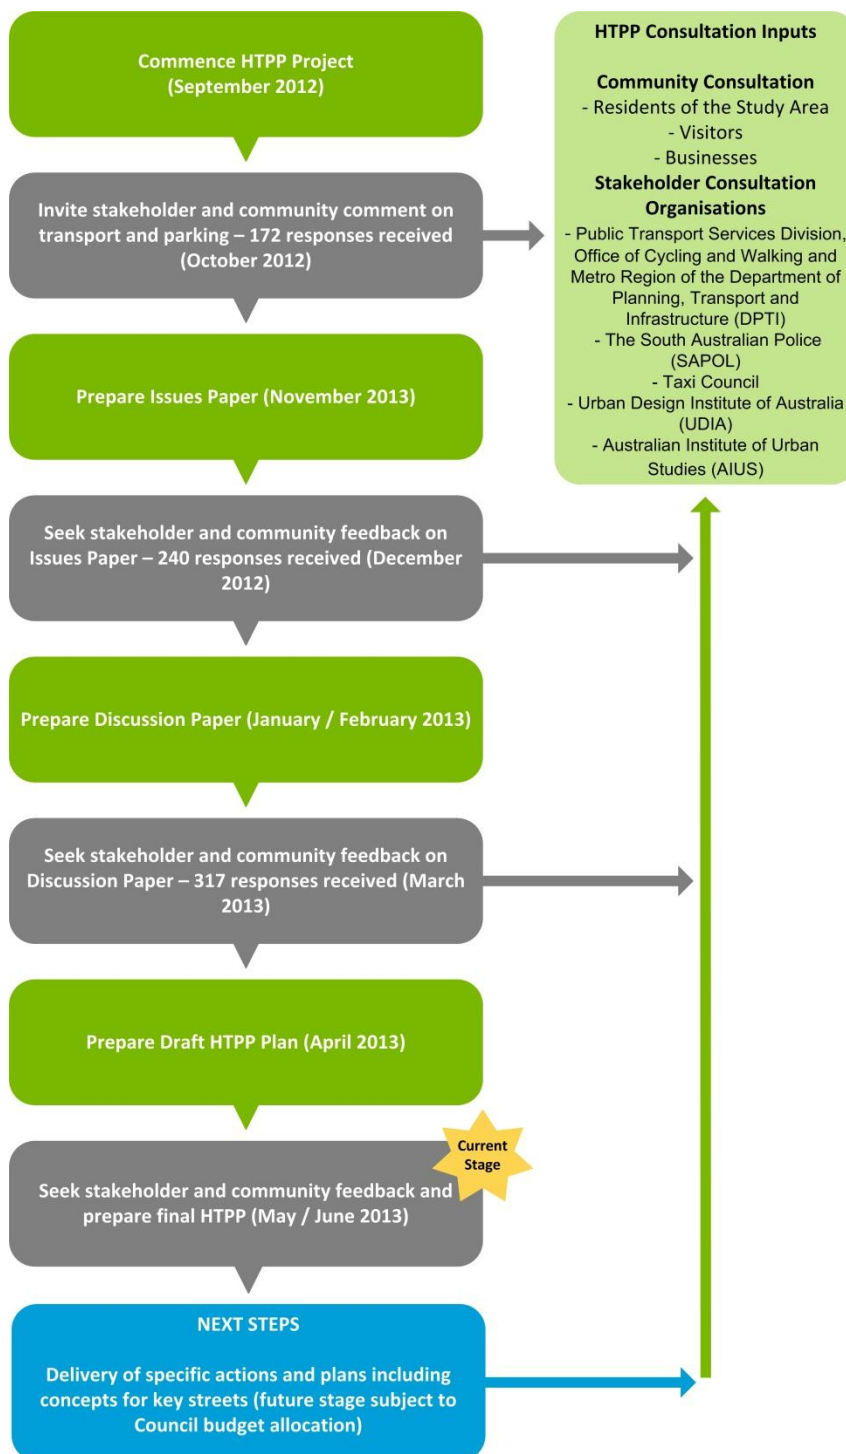 Commence HTPP Project
(September 2012)
Invite stakeholder and community comment on
transport and parking – 172 responses received
(October 2012)
Prepare Issues Paper (November 2013)
Seek stakeholder and community feedback on
Issues Paper – 240 responses received (December
2012)
Prepare Discussion Paper (January / February 2013)
Seek stakeholder and community feedback on
Discussion Paper – 317 responses received (March
2013)
Prepare Draft HTPP Plan (April 2013)
Current
Stage
Seek stakeholder and community feedback and
prepare final HTPP (May / June 2013)
NEXT STEPS
Delivery of specific actions and plans including
concepts for key streets (future stage subject to
Council budget allocation)
HTPP Consultation Inputs
Community Consultation
- Residents of the Study Area
- Visitors
- Businesses
Stakeholder Consultation
Organisations
- Public Transport Services Division,
Office of Cycling and Walking and
Metro Region of the Department of
Planning, Transport and
Infrastructure (DPTI)
- The South Australian Police
(SAPOL)
- Taxi Council
- Urban Design Institute of Australia
(UDIA)
- Australian Institute of Urban
Studies (AIUS)